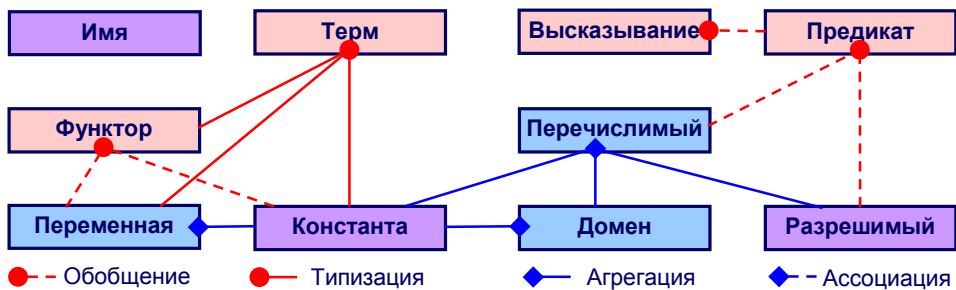 Имя Терм Высказывание Предикат
Функтор Перечислимый
Переменная Константа Домен Разрешимый
Обобщение Типизация Агрегация Ассоциация